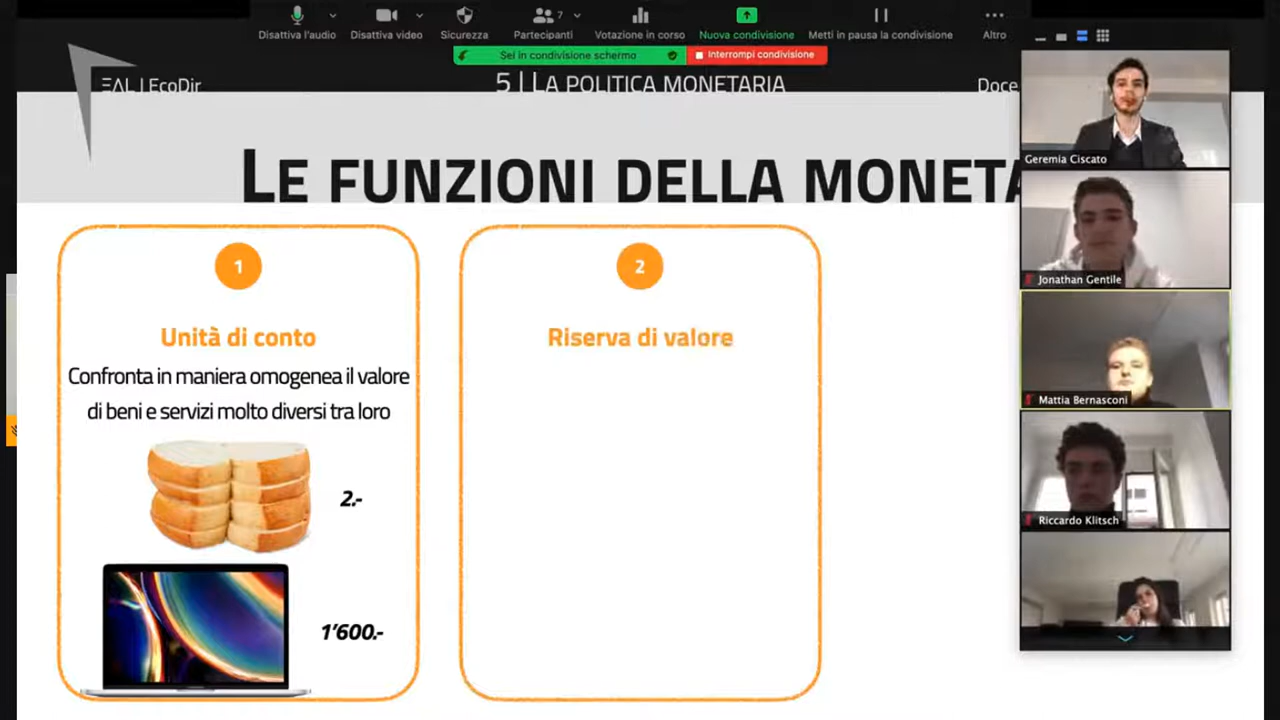 7
Disattiva l'audio
Disattiva video
Sicurezza
Partecipanti
Votazione in corso
Nuova condivisione
Metti in pausa la condivisione
Altro
Sei in condivisione schermo
Interrompi condivisione
EAL | EcoDir
5 | LA POLITICA MONETARIA
Doce
LE FUNZIONI DELLA MONETA
1
Unità di conto
Confronta in maniera omogenea il valore
di beni e servizi molto diversi tra loro
2.-
1'600.-
2
Riserva di valore
Geremia Ciscato
Jonathan Gentile
Mattia Bernasconi
Riccardo Klitsch